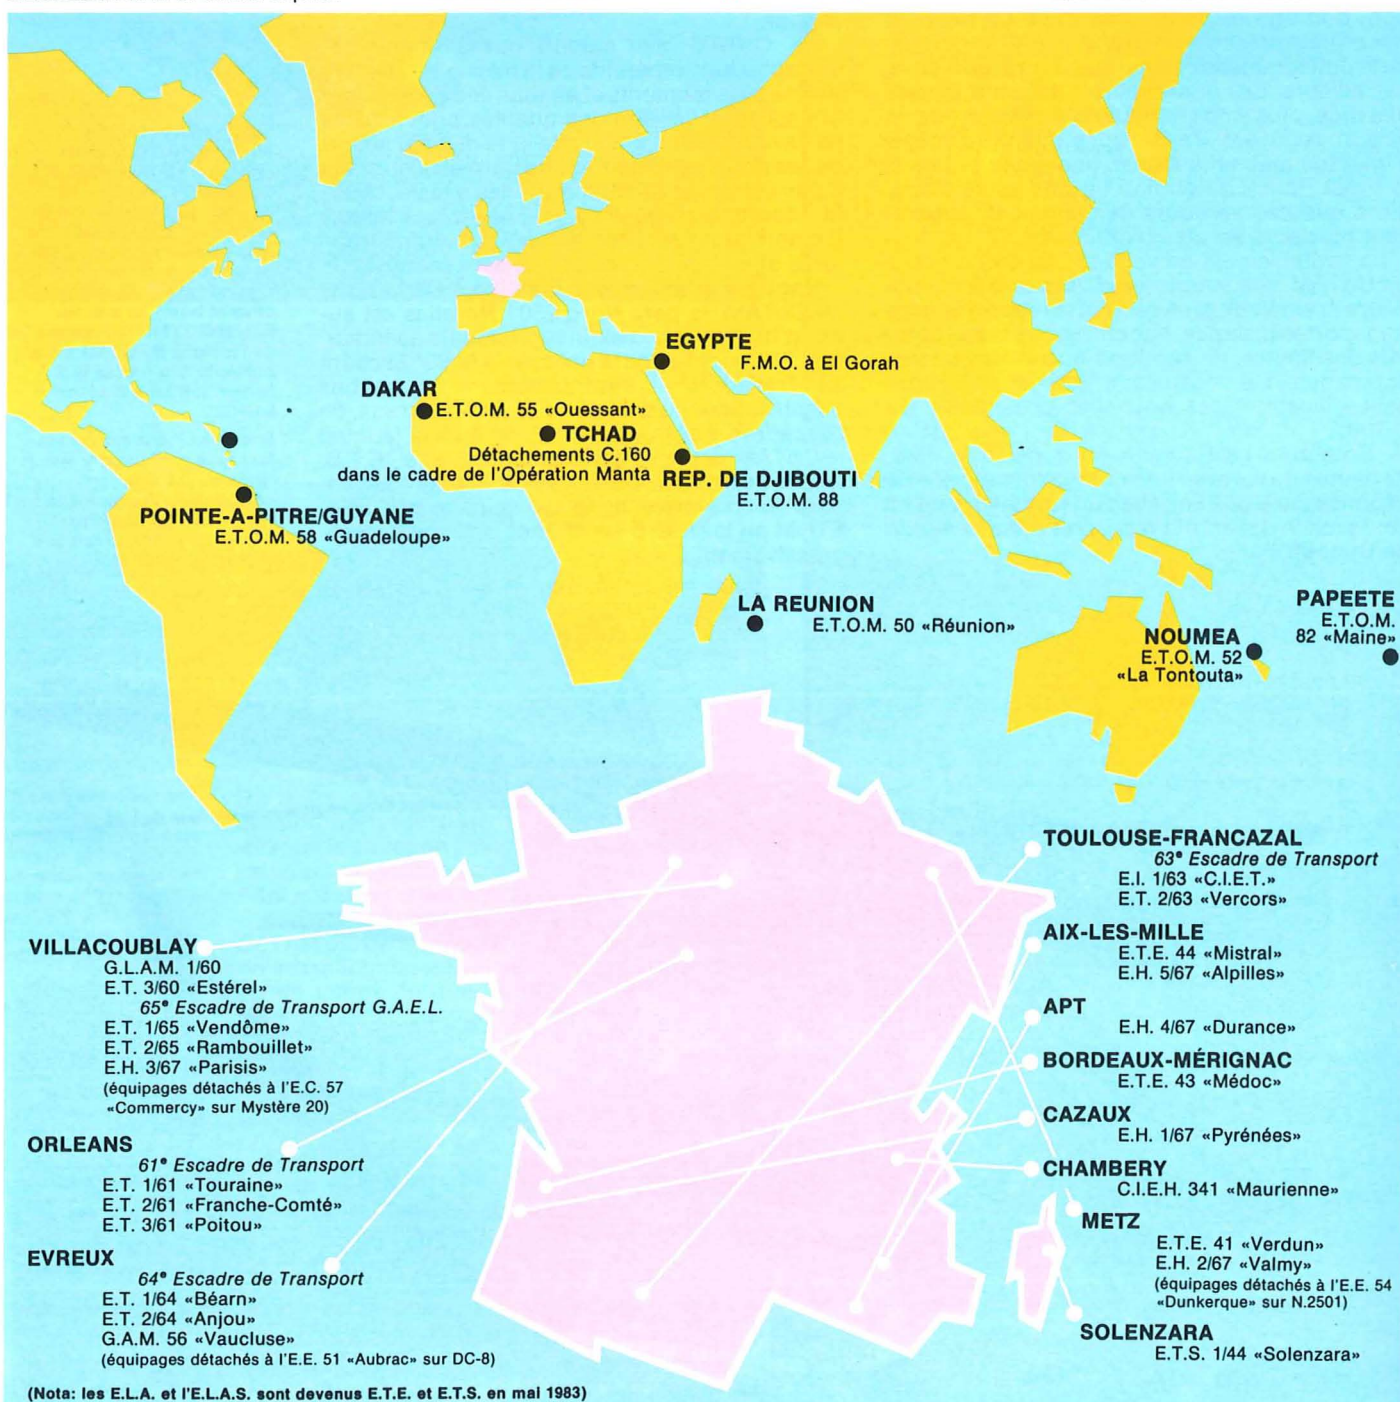 EGYPTE
F.M.O. à El Gorah
DAKAR
E.T.O.M. 55 «Ouessant»
TCHAD
Détachements C.160
dans le cadre de l'Opération Manta
REP. DE DJIBOUTI
E.T.O.M. 88
POINTE-A-PITRE/GUYANE
E.T.O.M. 58 «Guadeloupe»
LA REUNION
E.T.O.M. 50 «Réunion»
NOUMEA
E.T.O.M. 52
«La Tontouta»
PAPEETE
E.T.O.M.
82 «Maine»
VILLACOUBLAY
G.L.A.M. 1/60
E.T. 3/60 «Estérel»
65e Escadre de Transport G.A.E.L.
E.T. 1/65 «Vendôme»
E.T. 2/65 «Rambouillet»
E.H. 3/67 «Parisis»
(équipages détachés à l'E.C. 57
«Commercy» sur Mystère 20)
ORLEANS
61e Escadre de Transport
E.T. 1/61 «Touraine»
E.T. 2/61 «Franche-Comté»
E.T. 3/61 «Poitou»
EVREUX
64e Escadre de Transport
E.T. 1/64 «Béarn»
E.T. 2/64 «Anjou»
G.A.M. 56 «Vaucluse»
(équipages détachés à l'E.E. 51 «Aubrac» sur DC-8)
TOULOUSE-FRANCAZAL
63e Escadre de Transport
E.I. 1/63 «C.I.E.T.»
E.T. 2/63 «Vercors»
AIX-LES-MILLE
E.T.E. 44 «Mistral»
E.H. 5/67 «Alpilles»
APT
E.H. 4/67 «Durance»
BORDEAUX-MÉRIGNAC
E.T.E. 43 «Médoc»
CAZAUX
E.H. 1/67 «Pyrénées»
CHAMBERY
C.I.E.H. 341 «Maurienne»
METZ
E.T.E. 41 «Verdun»
E.H. 2/67 «Valmy»
(équipages détachés à l'E.E. 54
«Dunkerque» sur N.2501)
SOLENZARA
E.T.S. 1/44 «Solenzara»
(Nota: les E.L.A. et l'E.L.A.S. sont devenus E.T.E. et E.T.S. en mai 1983)